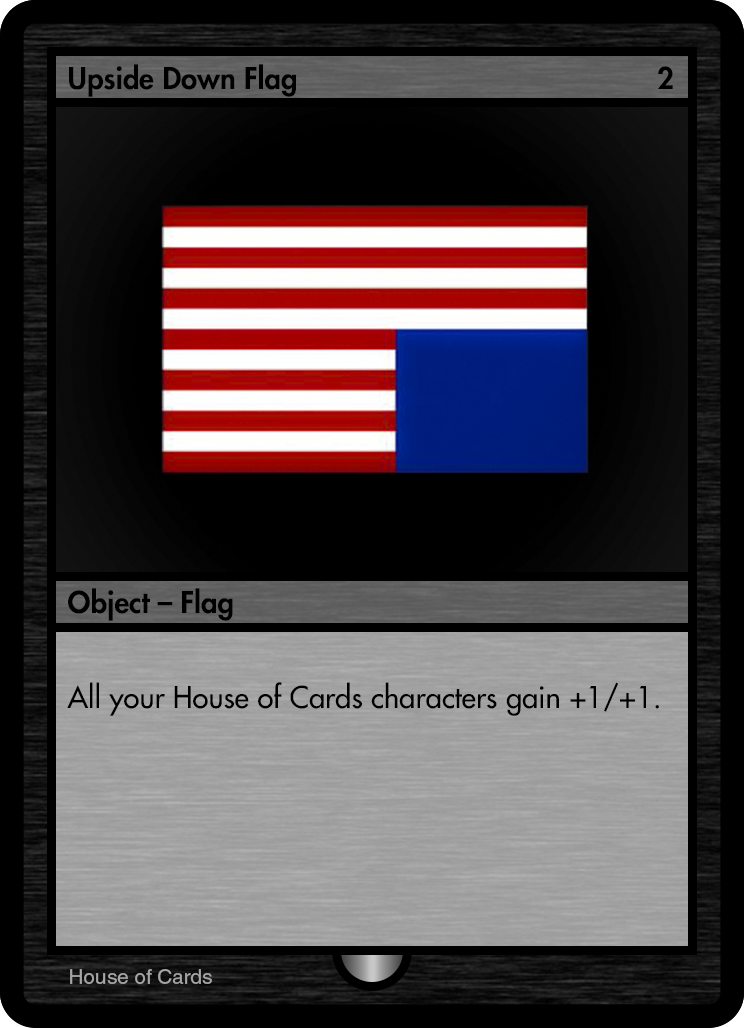 Upside Down Flag 2
Object – Flag
All your House of Cards characters gain +1/+1.
House of Cards